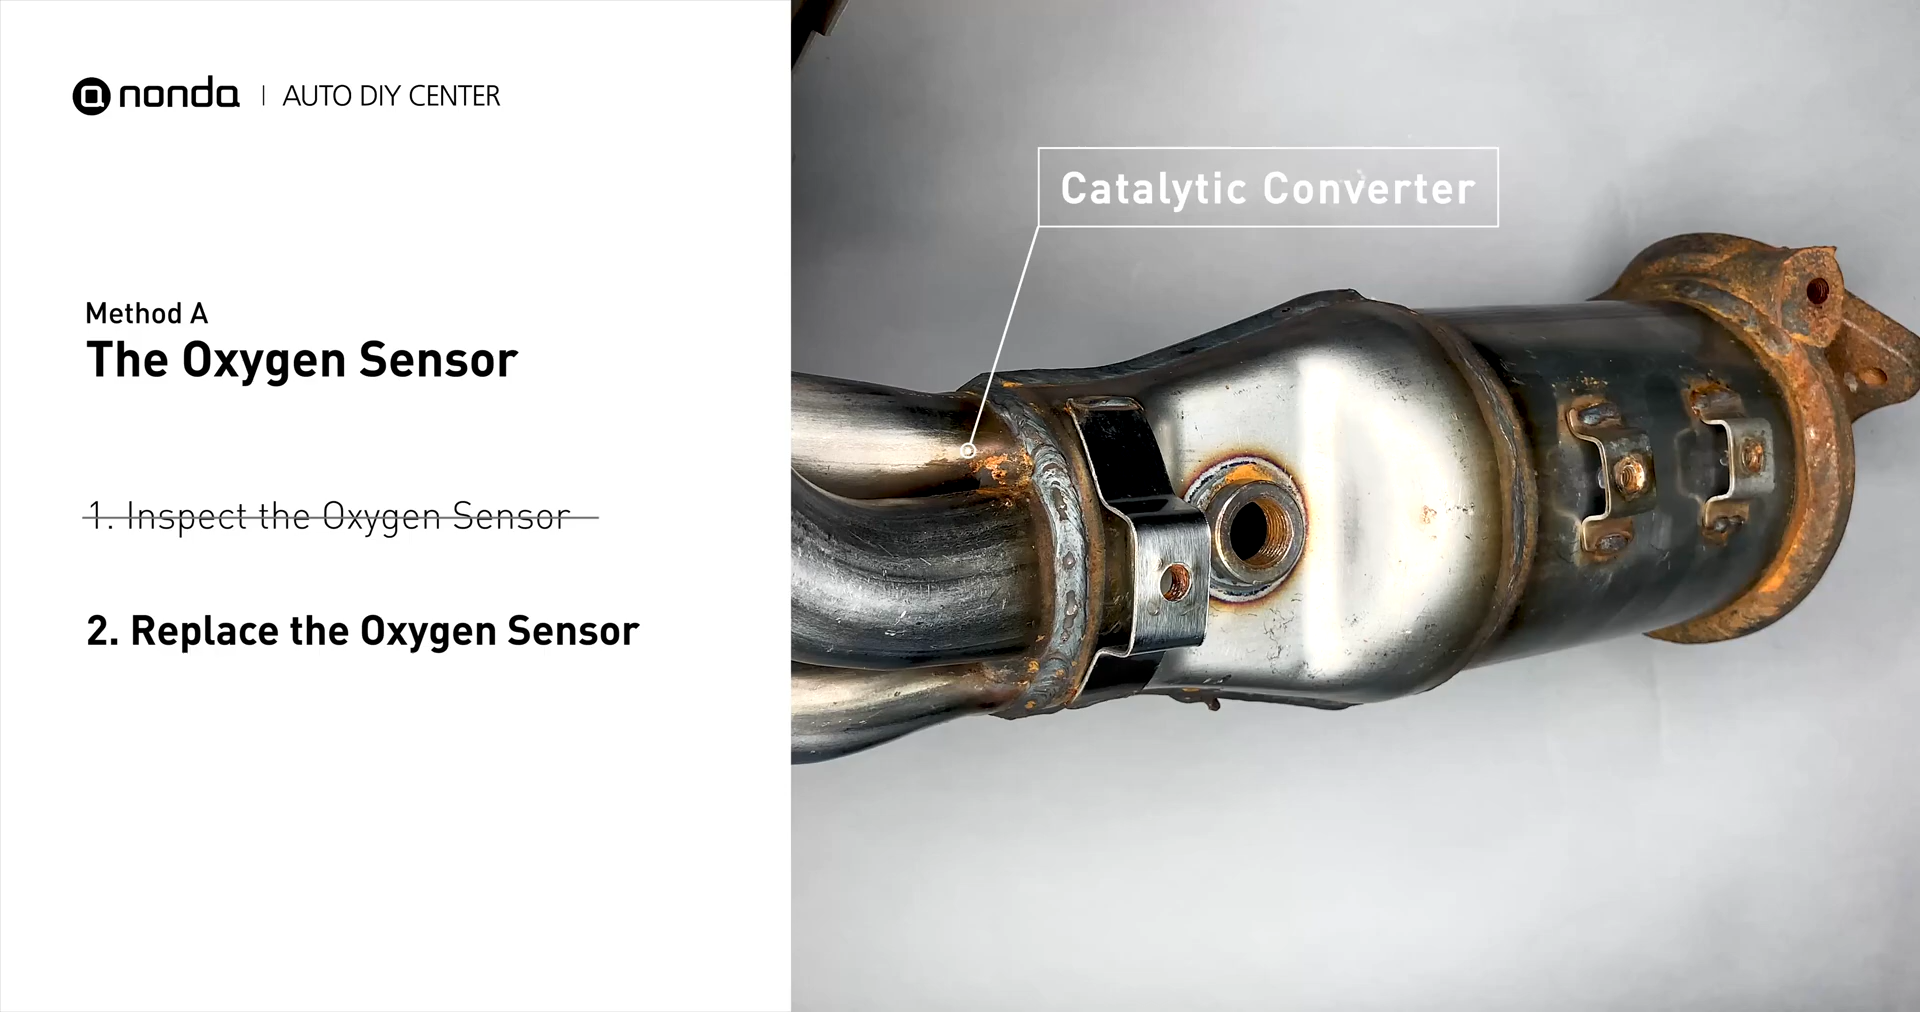 nonda | AUTO DIY CENTER
Method A
The Oxygen Sensor
1. Inspect the Oxygen Sensor
2. Replace the Oxygen Sensor
Catalytic Converter